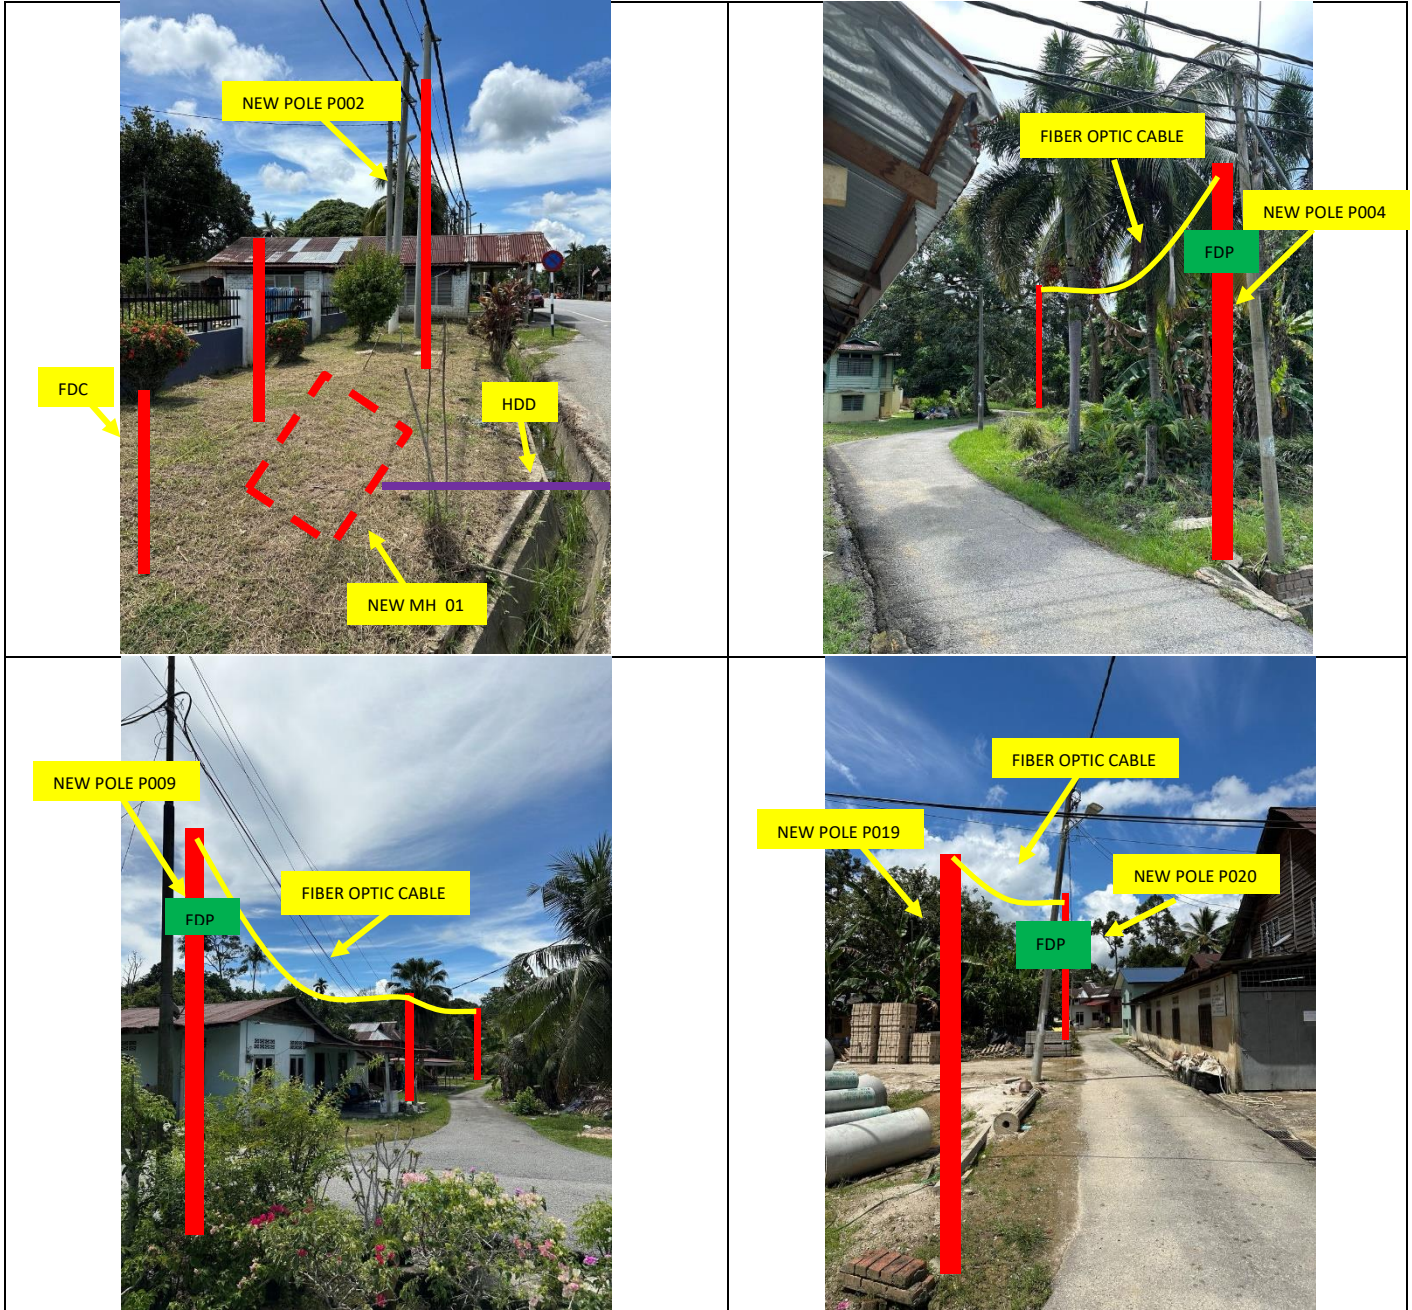 NEW POLE P002
FDC
HDD
NEW MH 01
FIBER OPTIC CABLE
NEW POLE P004
FDP
NEW POLE P009
FIBER OPTIC CABLE
FDP
FIBER OPTIC CABLE
NEW POLE P019
NEW POLE P020
FDP